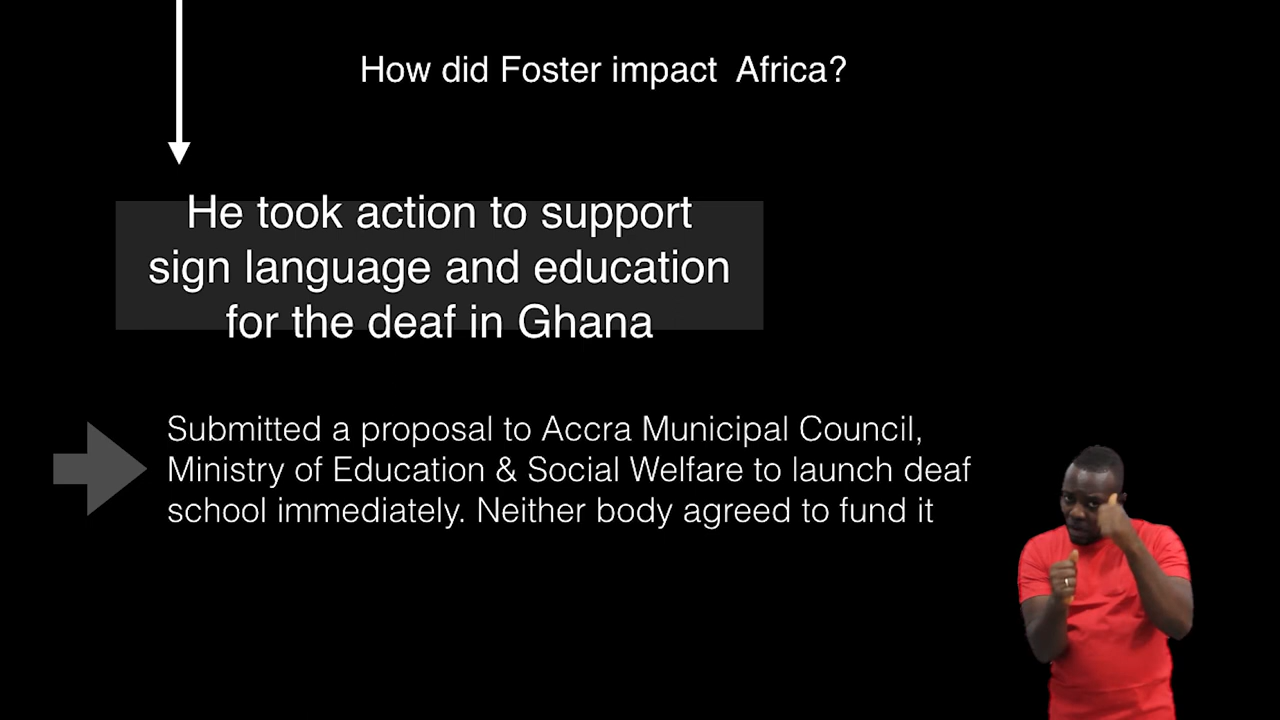 How did Foster impact  Africa?
He took action to support
sign language and education
for the deaf in Ghana
Submitted a proposal to Accra Municipal Council,
Ministry of Education & Social Welfare to launch deaf
school immediately. Neither body agreed to fund it